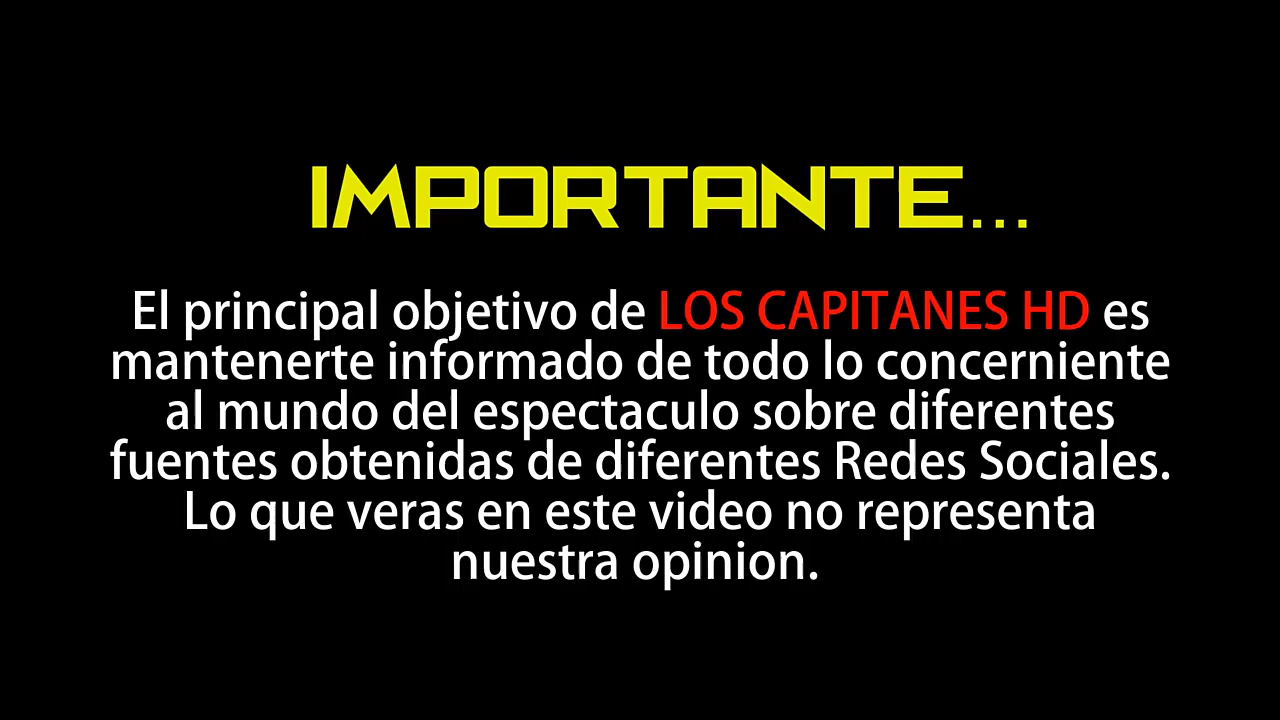 IMPORTANTE...
El principal objetivo de LOS CAPITANES HD es
mantenerte informado de todo lo concerniente
al mundo del espectaculo sobre diferentes
fuentes obtenidas de diferentes Redes Sociales.
Lo que veras en este video no representa
nuestra opinion.